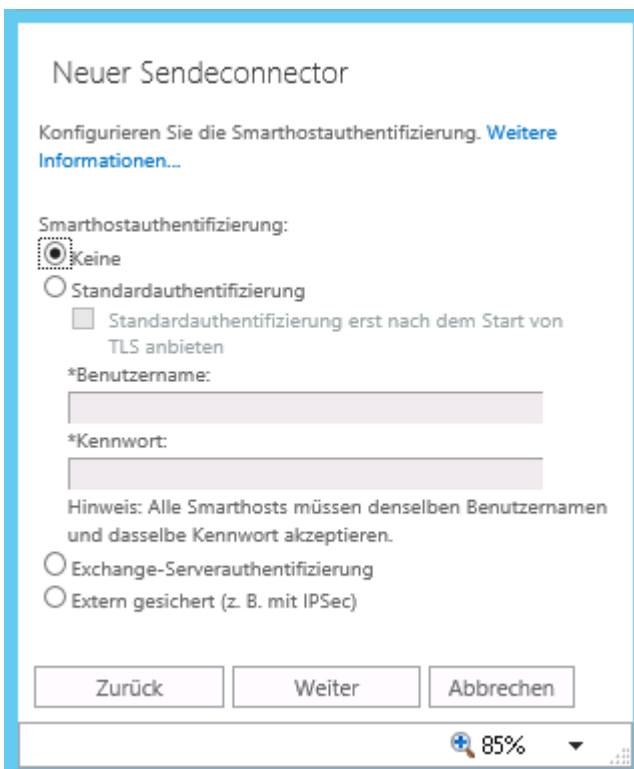 Neuer Sendeconnector
Konfigurieren Sie die Smarthostauthentifizierung. Weitere
Informationen...
Smarthostauthentifizierung:
Keine
Standardauthentifizierung
Standardauthentifizierung erst nach dem Start von
TLS anbieten
*Benutzername:
*Kennwort:
Hinweis: Alle Smarthosts müssen denselben Benutzernamen
und dasselbe Kennwort akzeptieren.
Exchange-Serverauthentifizierung
Extern gesichert (z. B. mit IPSec)
Zurück Weiter Abbrechen
85%